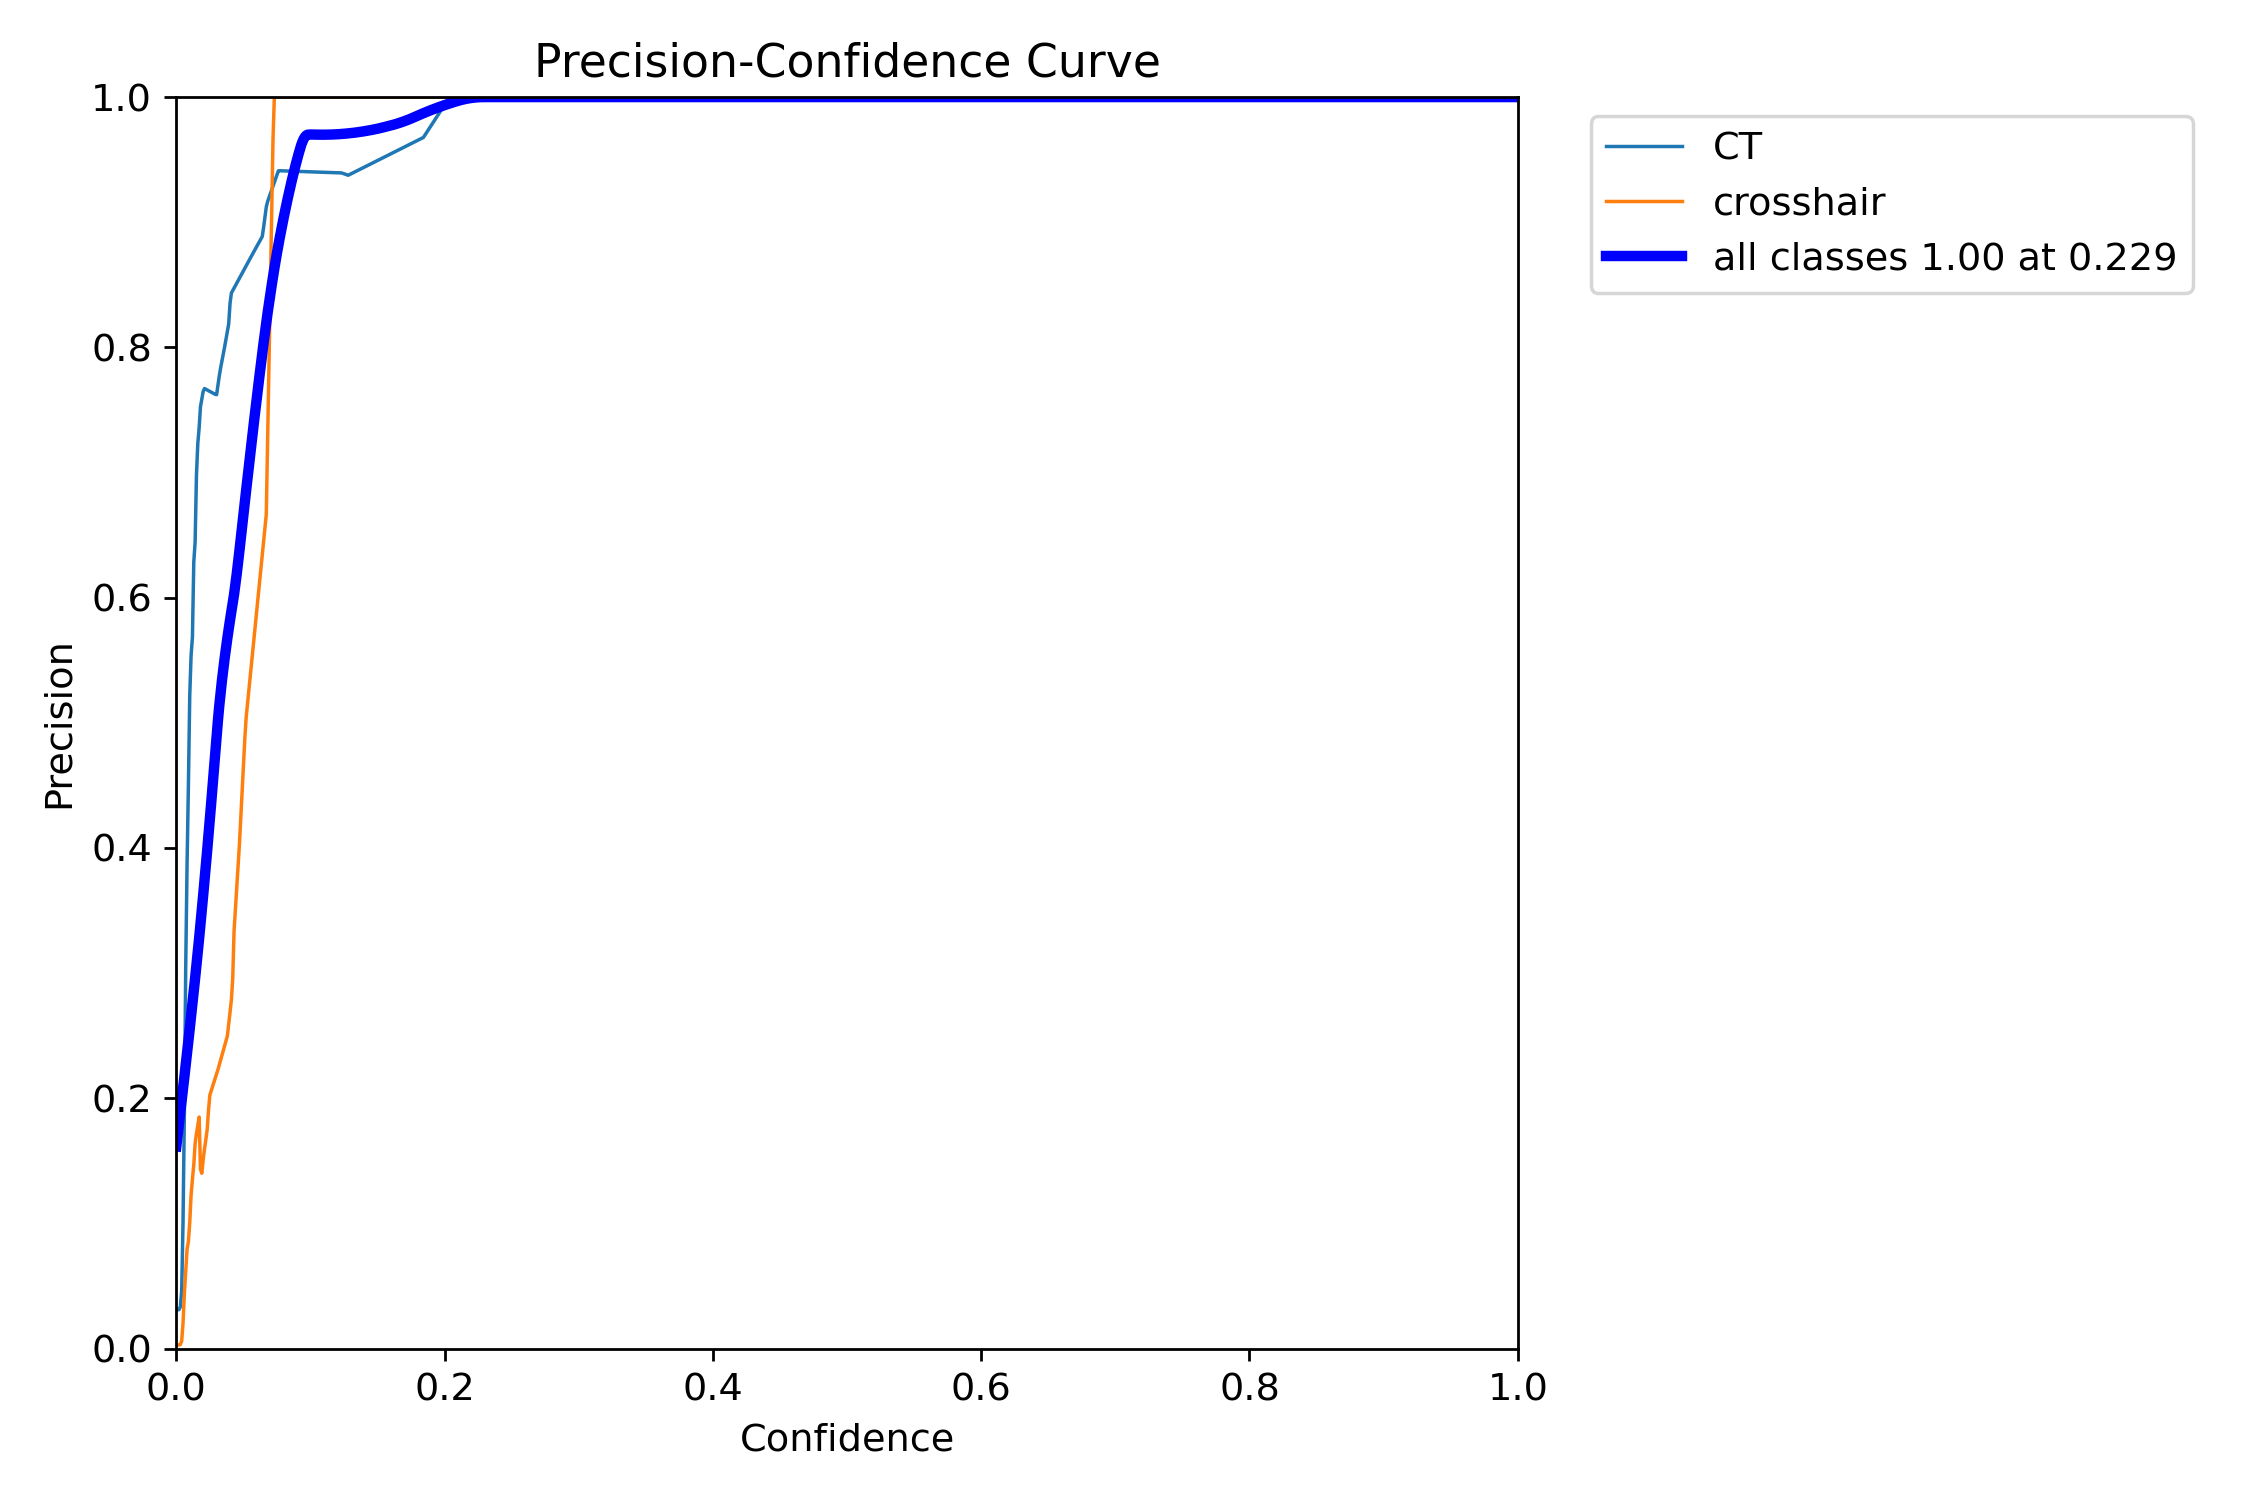 Precision-Confidence Curve
1.0
0.8
0.6
0.4
0.2
0.0
Precision
0.0 0.2 0.4 0.6 0.8 1.0
Confidence
CT
crosshair
all classes 1.00 at 0.229